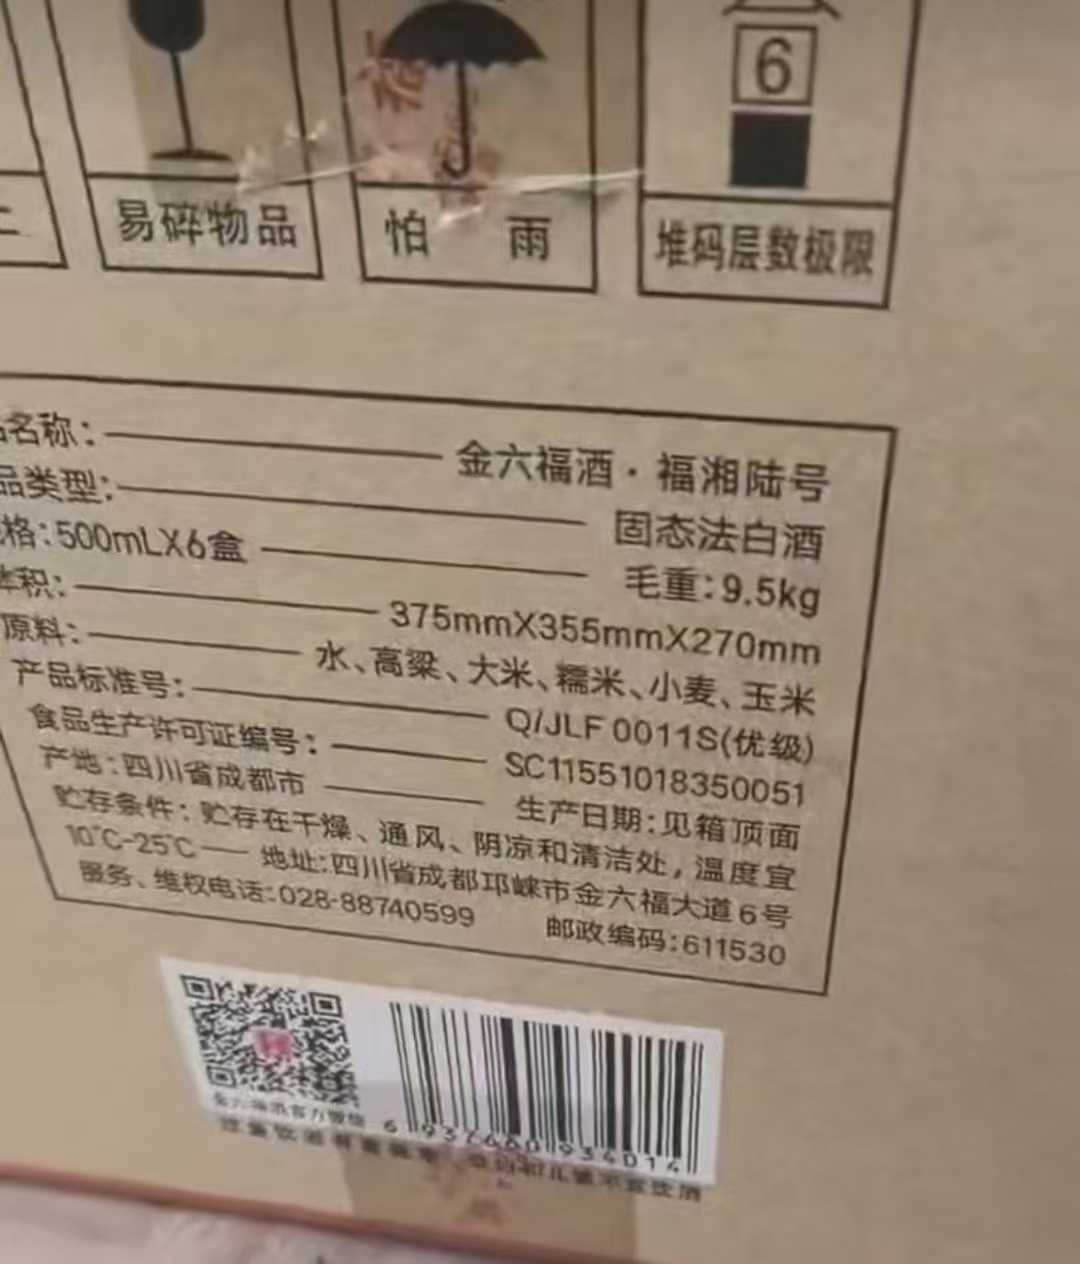 6
易碎物品
怕 雨
堆码层数极限
名称: 金六福酒·福湘陆号
品类型: 固态法白酒
格:500mLX6盒 毛重:9.5kg
体积: 375mmX355mmX270mm
原料: 水、高粱、大米、糯米、小麦、玉米
产品标准号: Q/JLF 0011S(优级)
食品生产许可证编号: SC11551018350051
产地:四川省成都市 生产日期:见箱顶面
贮存条件:贮存在干燥、通风、阴凉和清洁处,温度宜
10℃-25℃ 地址:四川省成都邛崃市金六福大道6号
服务、维权电话:028-88740599 邮政编码:611530